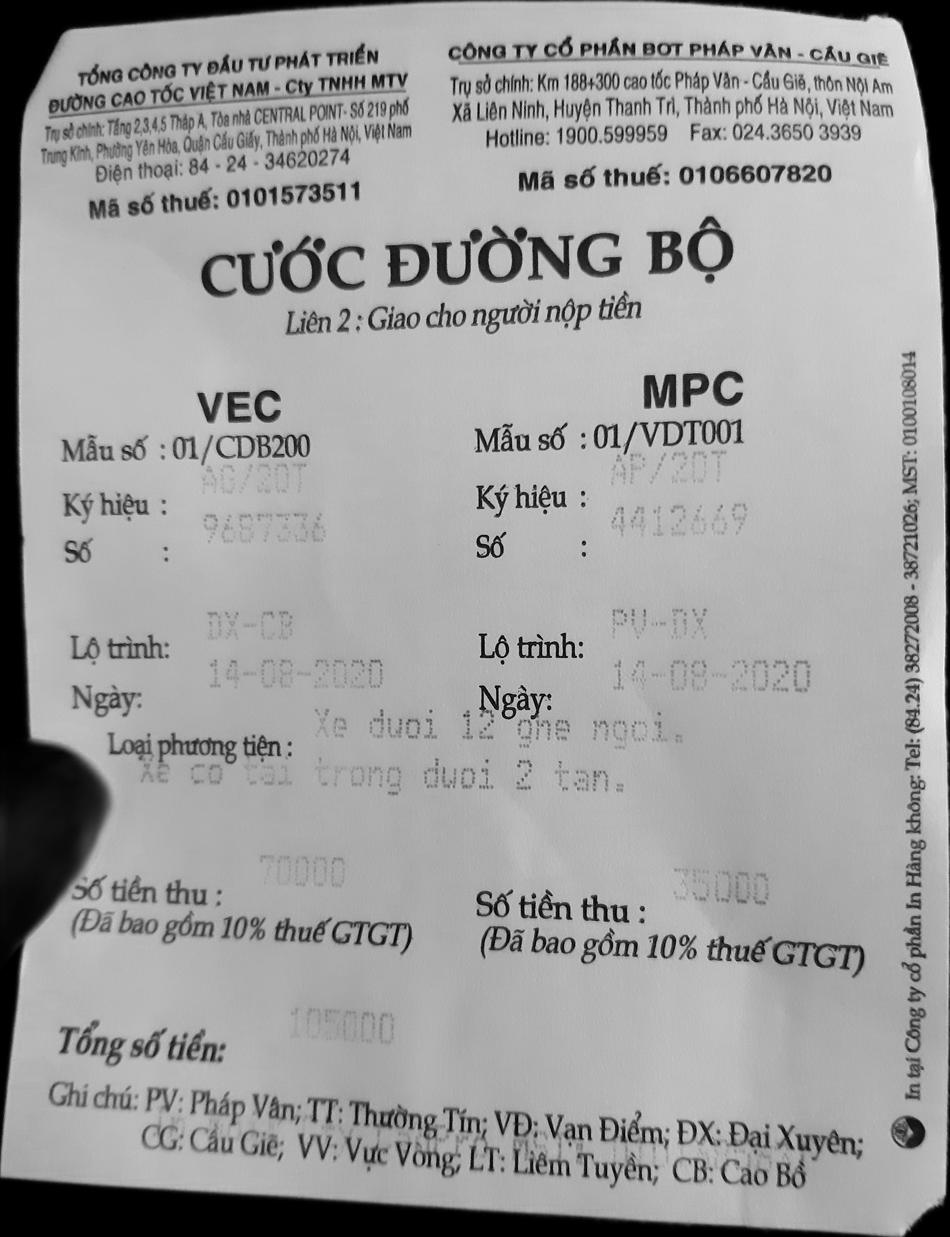 TỔNG CÔNG TY ĐẦU TƯ PHÁT TRIỂN
ĐƯỜNG CAO TỐC VIỆT NAM - Cty TNHH MTV
Trụ sở chính: Tầng 2,3,4,5 Tháp A, Tòa nhà CENTRAL POINT- Số 219 phố
Trung Kính, Phường Yên Hòa, Quận Cầu Giấy, Thành phố Hà Nội, Việt Nam
Điện thoại: 84 - 24 - 34620274
Mã số thuế: 0101573511
CÔNG TY CỔ PHẦN BOT PHÁP VÂN - CẦU GIẼ
Trụ sở chính: Km 188+300 cao tốc Pháp Vân - Cầu Giẽ, thôn Nội Am
Xã Liên Ninh, Huyện Thanh Trì, Thành phố Hà Nội, Việt Nam
Hotline: 1900.599959 Fax: 024.3650 3939
Mã số thuế: 0106607820
CƯỚC ĐƯỜNG BỘ
Liên 2 : Giao cho người nộp tiền
VEC
Mẫu số : 01/CDB200
Ký hiệu : AG/20T
Số : 9687336
Lộ trình: DX-CB
Ngày: 14-08-2020
MPC
Mẫu số : 01/VDT001
Ký hiệu : AP/20T
Số : 4412669
Lộ trình: PV-DX
Ngày: 14-08-2020
Loại phương tiện : Xe duoi 12 ghe ngoi.
Xe co tai trong duoi 2 tan.
Số tiền thu : 70000
(Đã bao gồm 10% thuế GTGT)
Số tiền thu : 35000
(Đã bao gồm 10% thuế GTGT)
Tổng số tiền: 105000
Ghi chú: PV: Pháp Vân; TT: Thường Tín; VĐ: Vạn Điểm; ĐX: Đại Xuyên;
CG: Cầu Giẽ; VV: Vực Vòng; LT: Liêm Tuyền; CB: Cao Bồ
In tại Công ty cổ phần In Hàng không: Tel: (84.24) 38272008 - 38721026; MST: 0100108014